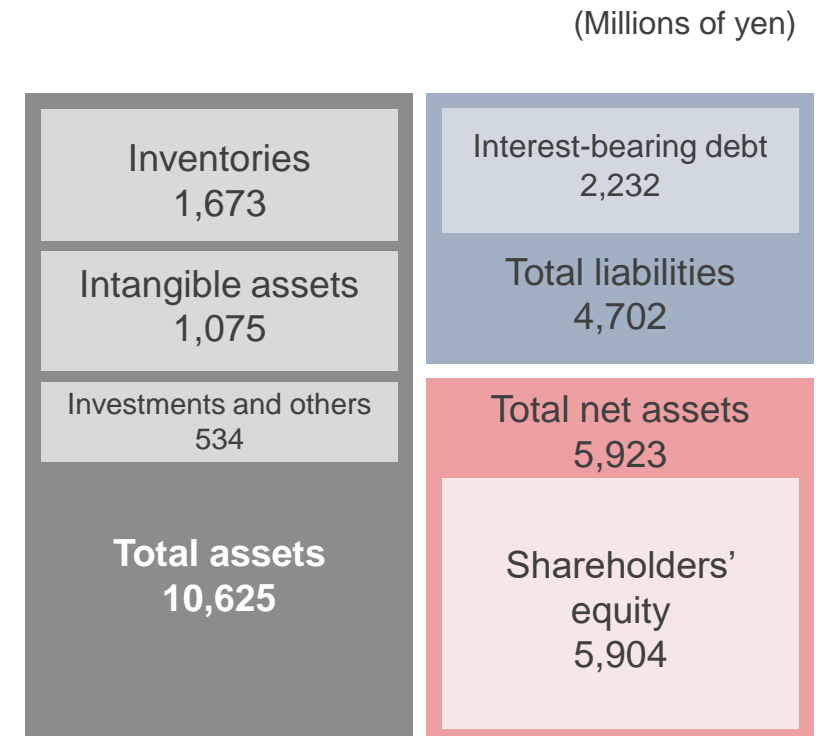 (Millions of yen)
Inventories
1,673
Intangible assets
1,075
Investments and others
534
Total assets
10,625
Interest-bearing debt
2,232
Total liabilities
4,702
Total net assets
5,923
Shareholders’
equity
5,904